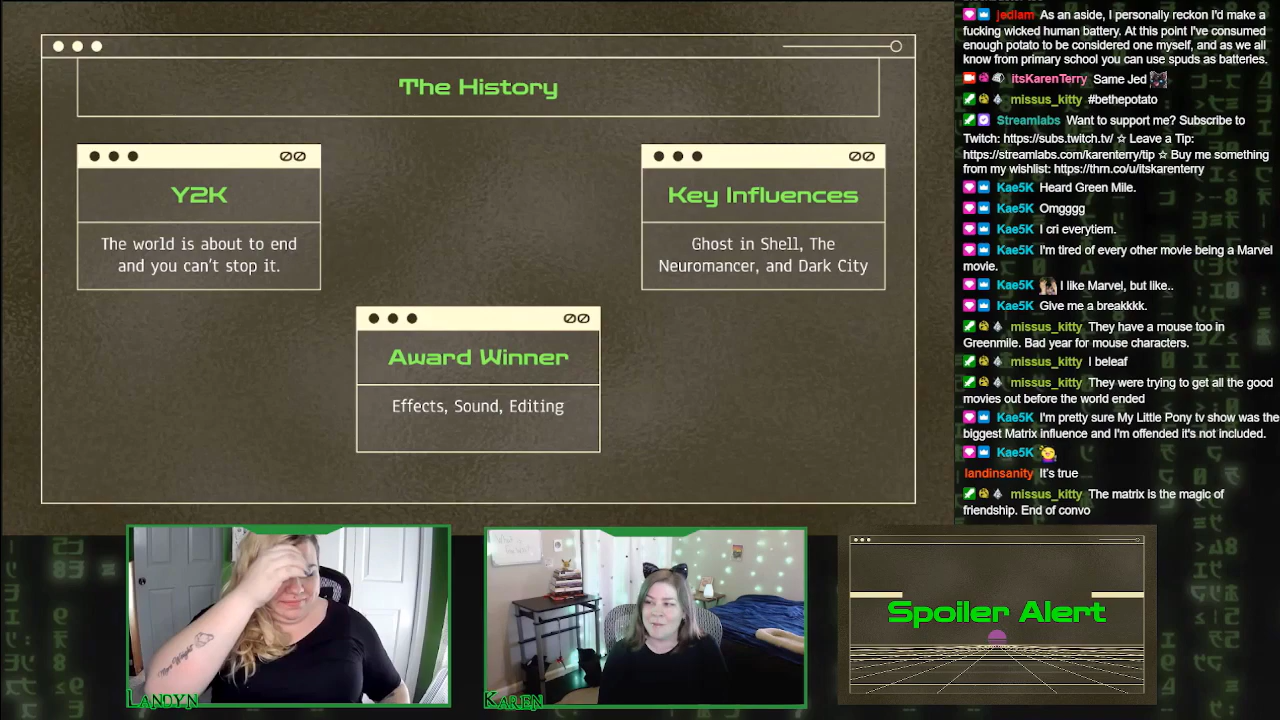 The History
Y2K
The world is about to end
and you can't stop it.
Key Influences
Ghost in Shell, The
Neuromancer, and Dark City
Award Winner
Effects, Sound, Editing
jedlam As an aside, I personally reckon I'd make a
fucking wicked human battery. At this point I've consumed
enough potato to be considered one myself, and as we all
know from primary school you can use spuds as batteries.
itsKarenTerry Same Jed
missus_kitty #bethepotato
Streamlabs Want to support me? Subscribe to
Twitch: https://subs.twitch.tv/ ☆ Leave a Tip:
https://streamlabs.com/karenterry/tip ☆ Buy me something
from my wishlist: https://thrn.co/u/itskarenterry
Kae5K Heard Green Mile.
Kae5K Omgggg
Kae5K I cri everytiem.
Kae5K I'm tired of every other movie being a Marvel
movie.
Kae5K I like Marvel, but like..
Kae5K Give me a breakkkk.
missus_kitty They have a mouse too in
Greenmile. Bad year for mouse characters.
missus_kitty I beleaf
missus_kitty They were trying to get all the good
movies out before the world ended
Kae5K I'm pretty sure My Little Pony tv show was the
biggest Matrix influence and I'm offended it's not included.
Kae5K
landinsanity It's true
missus_kitty The matrix is the magic of
friendship. End of convo
Landyn
Karen
Spoiler Alert